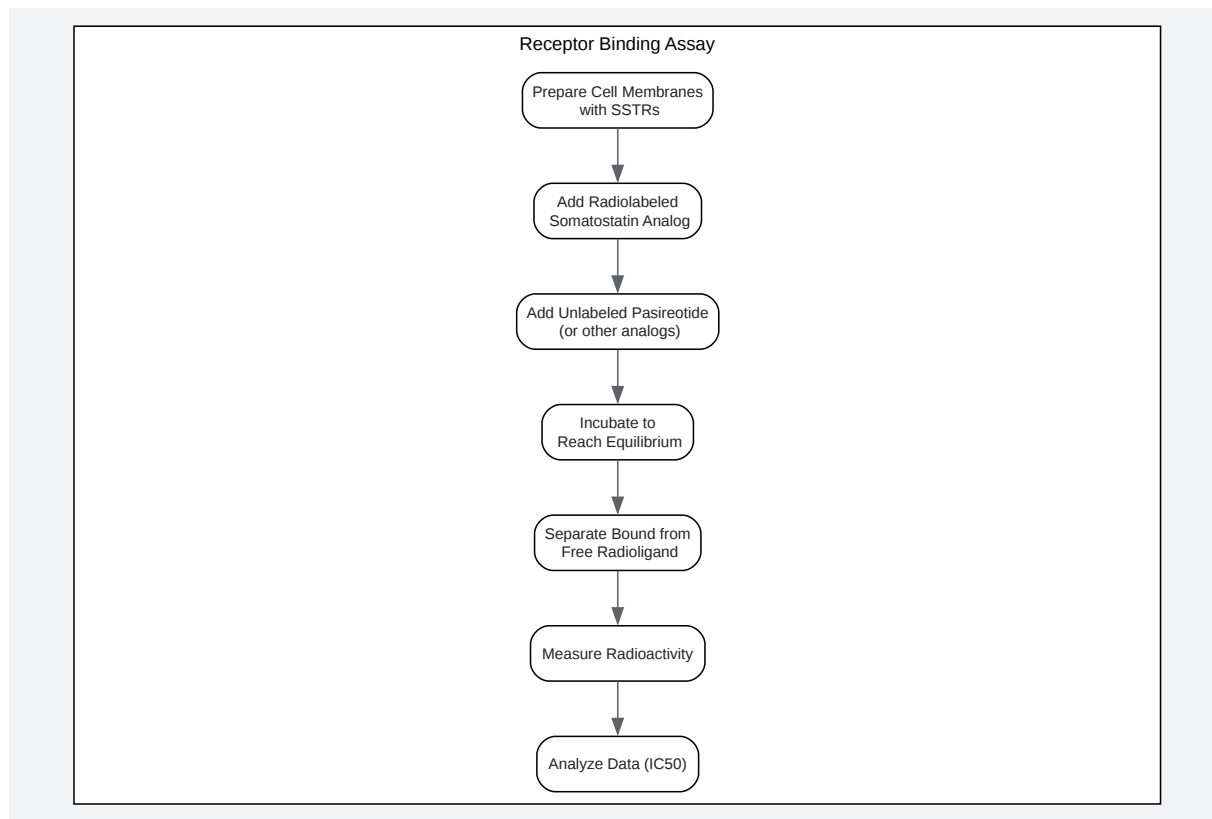 Receptor Binding Assay
Prepare Cell Membranes
with SSTRs
Add Radiolabeled
Somatostatin Analog
Add Unlabeled Pasireotide
(or other analogs)
Incubate to
Reach Equilibrium
Separate Bound from
Free Radioligand
Measure Radioactivity
Analyze Data (IC50)